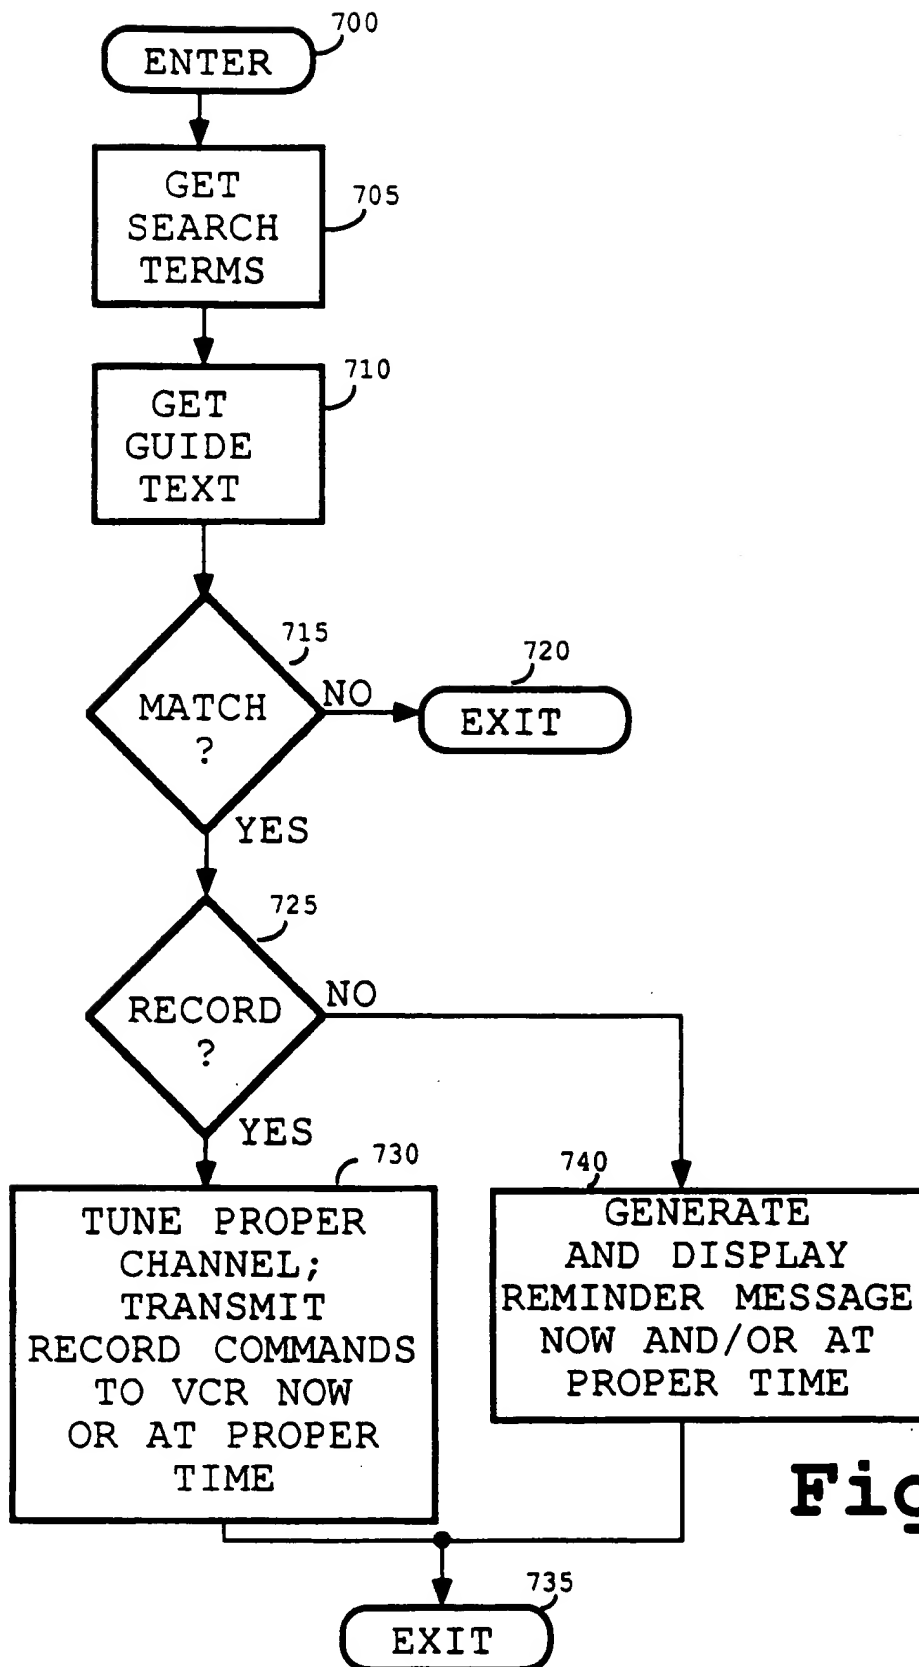 700
ENTER
GET
SEARCH
TERMS
705
GET
GUIDE
TEXT
710
MATCH
?
715
NO
720
EXIT
YES
RECORD
?
725
NO
YES
730
TUNE PROPER
CHANNEL;
TRANSMIT
RECORD COMMANDS
TO VCR NOW
OR AT PROPER
TIME
740
GENERATE
AND DISPLAY
REMINDER MESSAGE
NOW AND/OR AT
PROPER TIME
Fig
735
EXIT